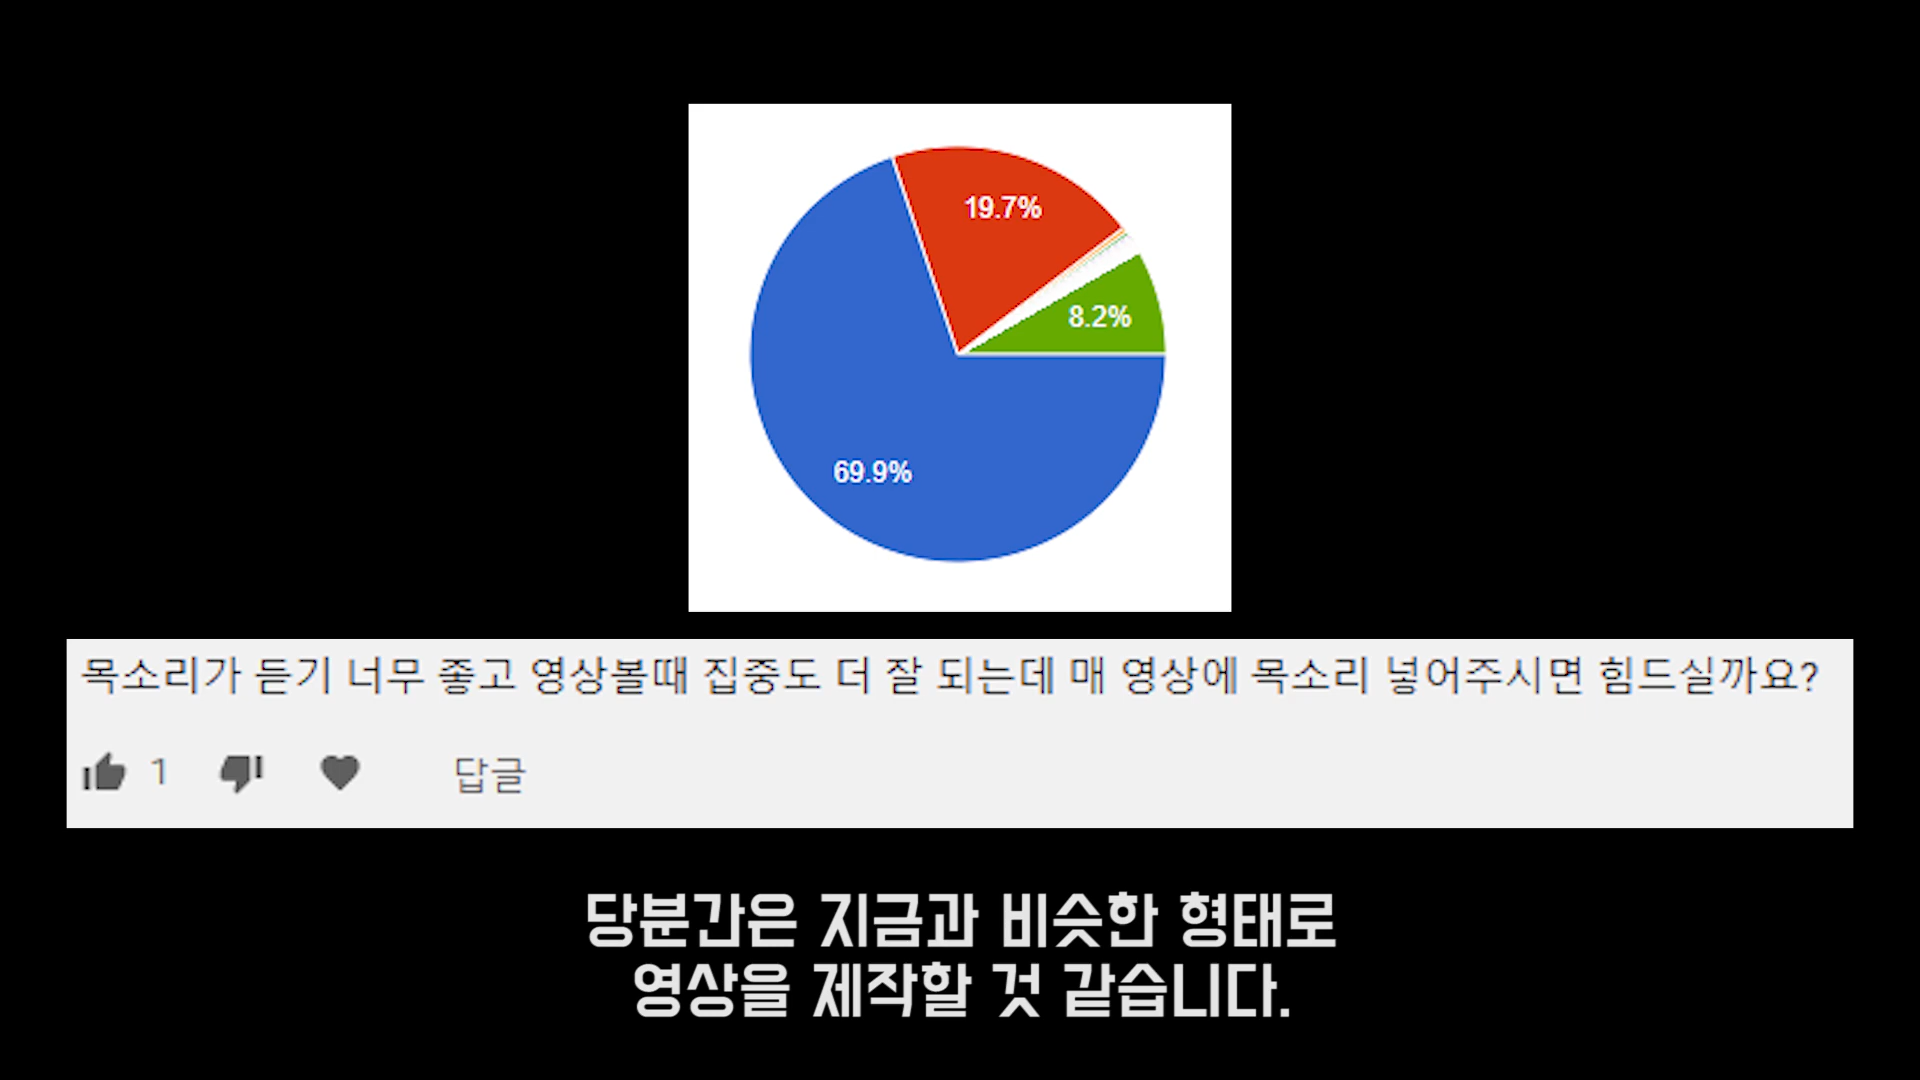 19.7%
8.2%
69.9%
목소리가 듣기 너무 좋고 영상볼때 집중도 더 잘 되는데 매 영상에 목소리 넣어주시면 힘드실까요?
1 답글
당분간은 지금과 비슷한 형태로
영상을 제작할 것 같습니다.